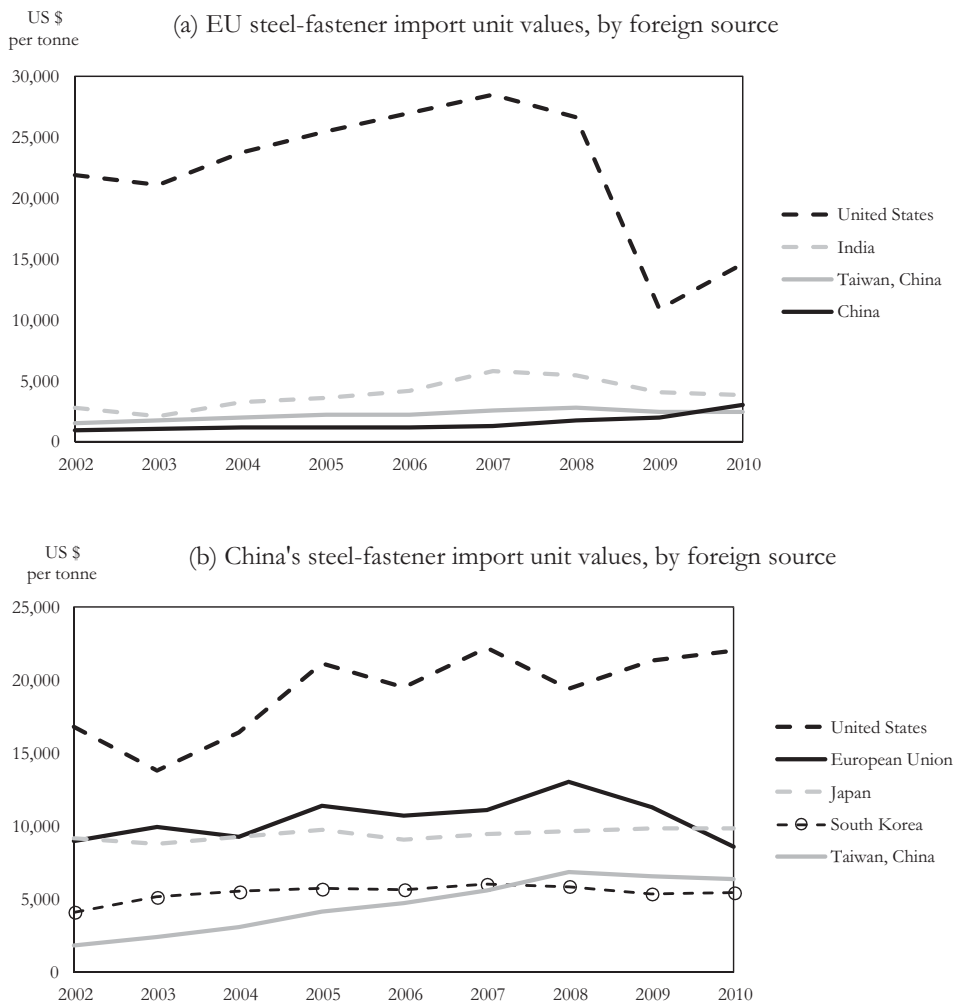 US $
per tonne
(a) EU steel-fastener import unit values, by foreign source
30,000
25,000
20,000
15,000
10,000
5,000
0
2002 2003 2004 2005 2006 2007 2008 2009 2010
United States
India
Taiwan, China
China
US $
per tonne
(b) China's steel-fastener import unit values, by foreign source
25,000
20,000
15,000
10,000
5,000
0
2002 2003 2004 2005 2006 2007 2008 2009 2010
United States
European Union
Japan
South Korea
Taiwan, China